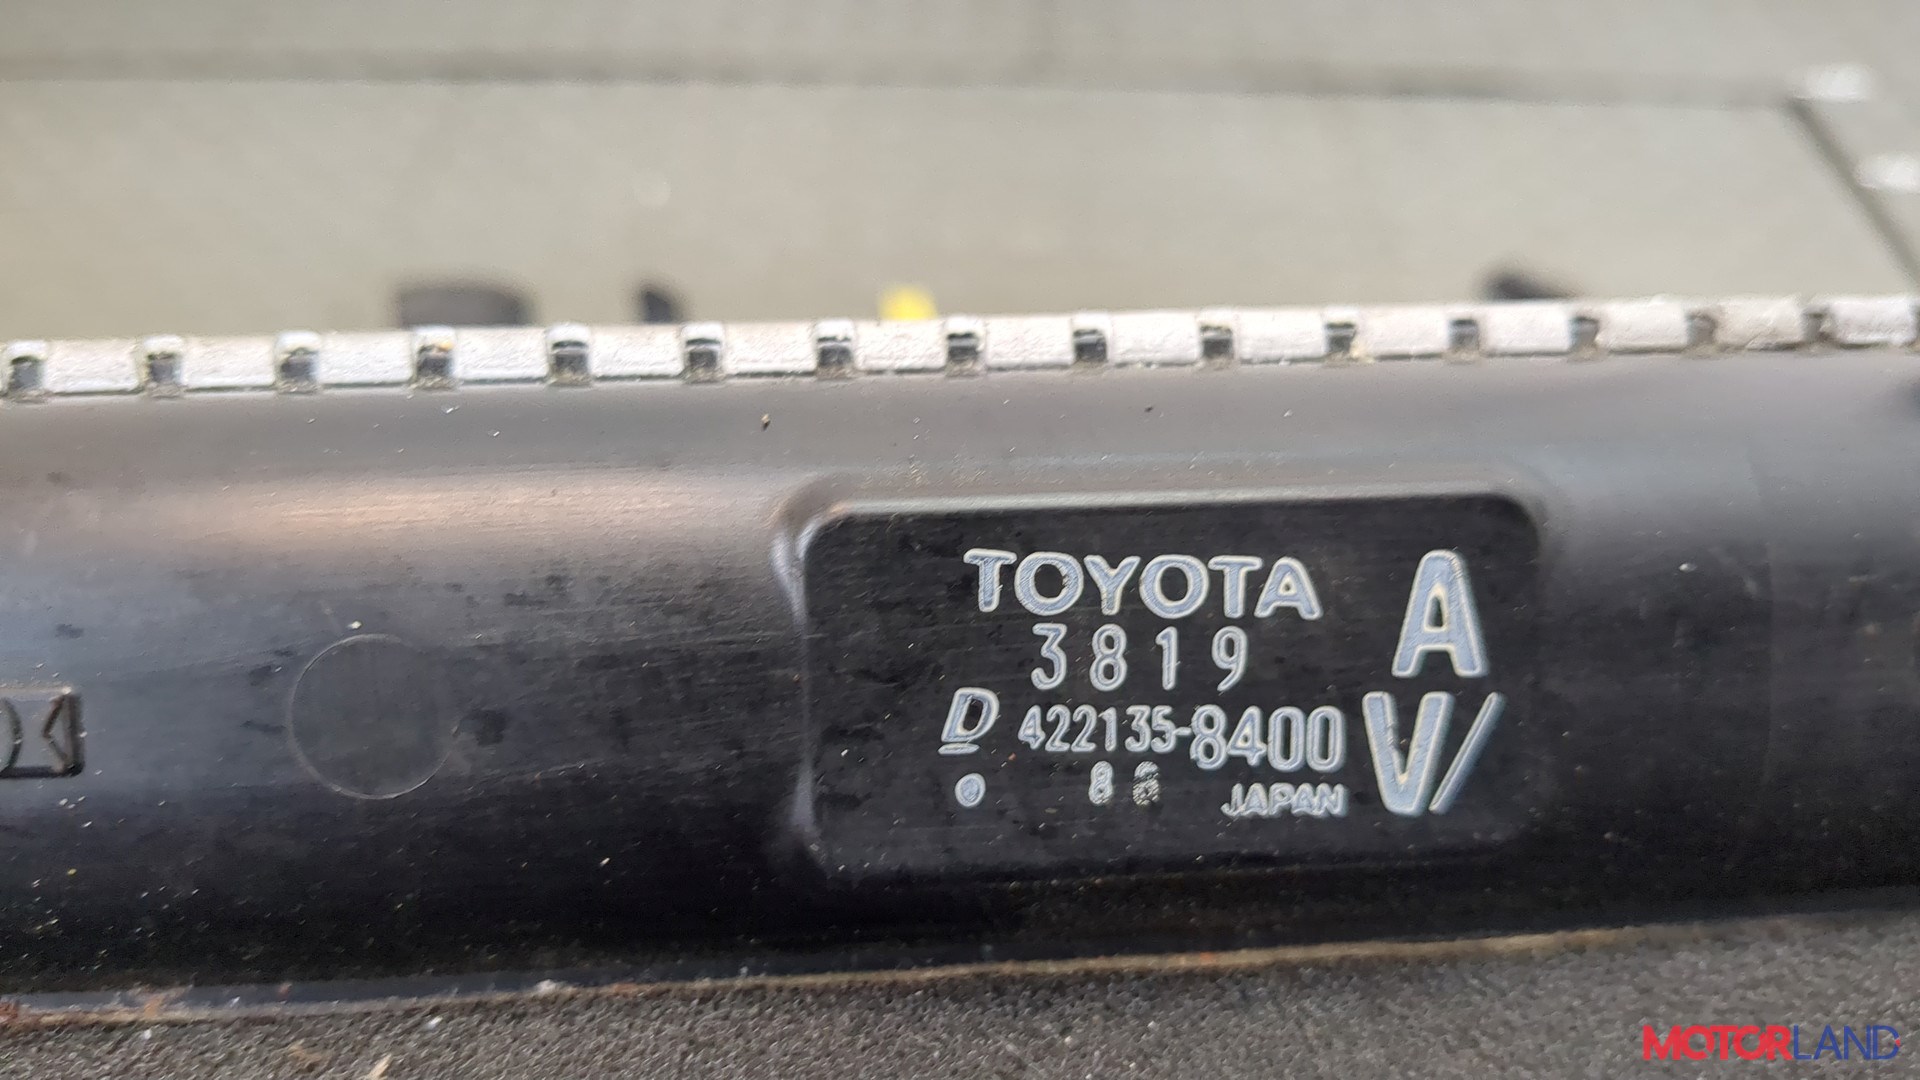 TOYOTA A
3819
D 422135-8400 V/
JAPAN
MOTORLAND